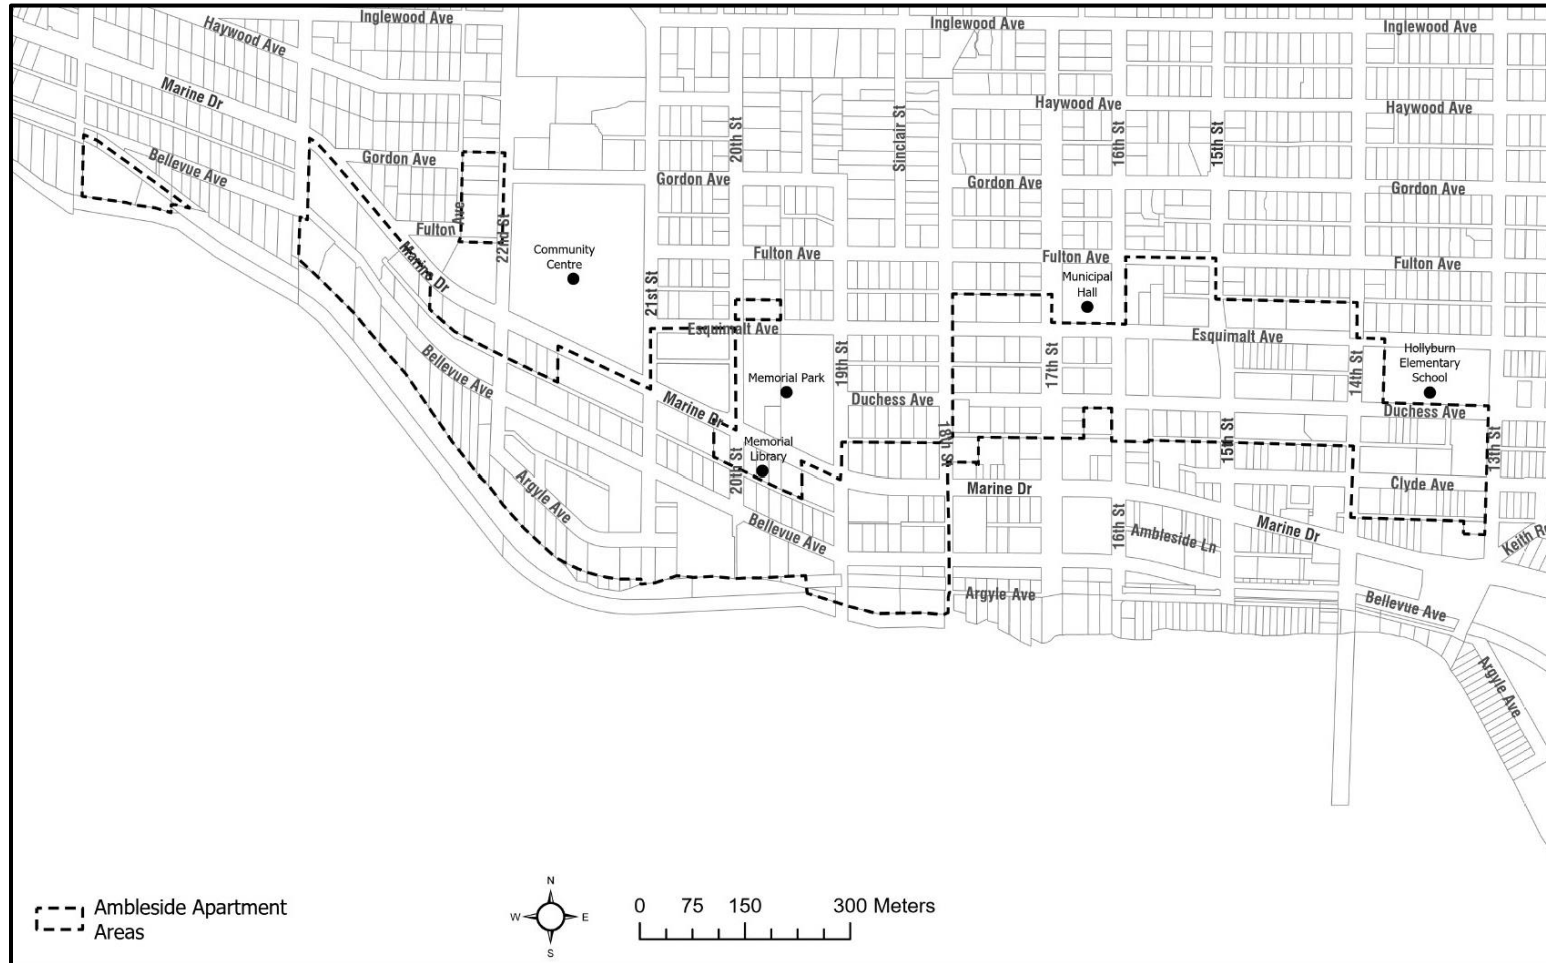 Inglewood Ave
Inglewood Ave
Inglewood Ave
Haywood Ave
Marine Dr
Haywood Ave
Haywood Ave
20th St
Sinclair St
16th St
15th St
Bellevue Ave
Gordon Ave
Gordon Ave
Gordon Ave
Gordon Ave
Fulton Ave
22nd St
Community
Centre
Fulton Ave
Fulton Ave
Fulton Ave
Municipal
Hall
Marine Dr
21st St
Esquimalt Ave
Esquimalt Ave
Bellevue Ave
19th St
17th St
14th St
Hollyburn
Elementary
School
Memorial Park
Marine Dr
Duchess Ave
Duchess Ave
Memorial
Library
20th St
18th St
15th St
13th St
Argyle Ave
Marine Dr
Clyde Ave
Bellevue Ave
16th St
Ambleside Ln
Marine Dr
Keith Rd
Argyle Ave
Bellevue Ave
Argyle Ave
Ambleside Apartment
Areas
N
W E
S
0 75 150 300 Meters